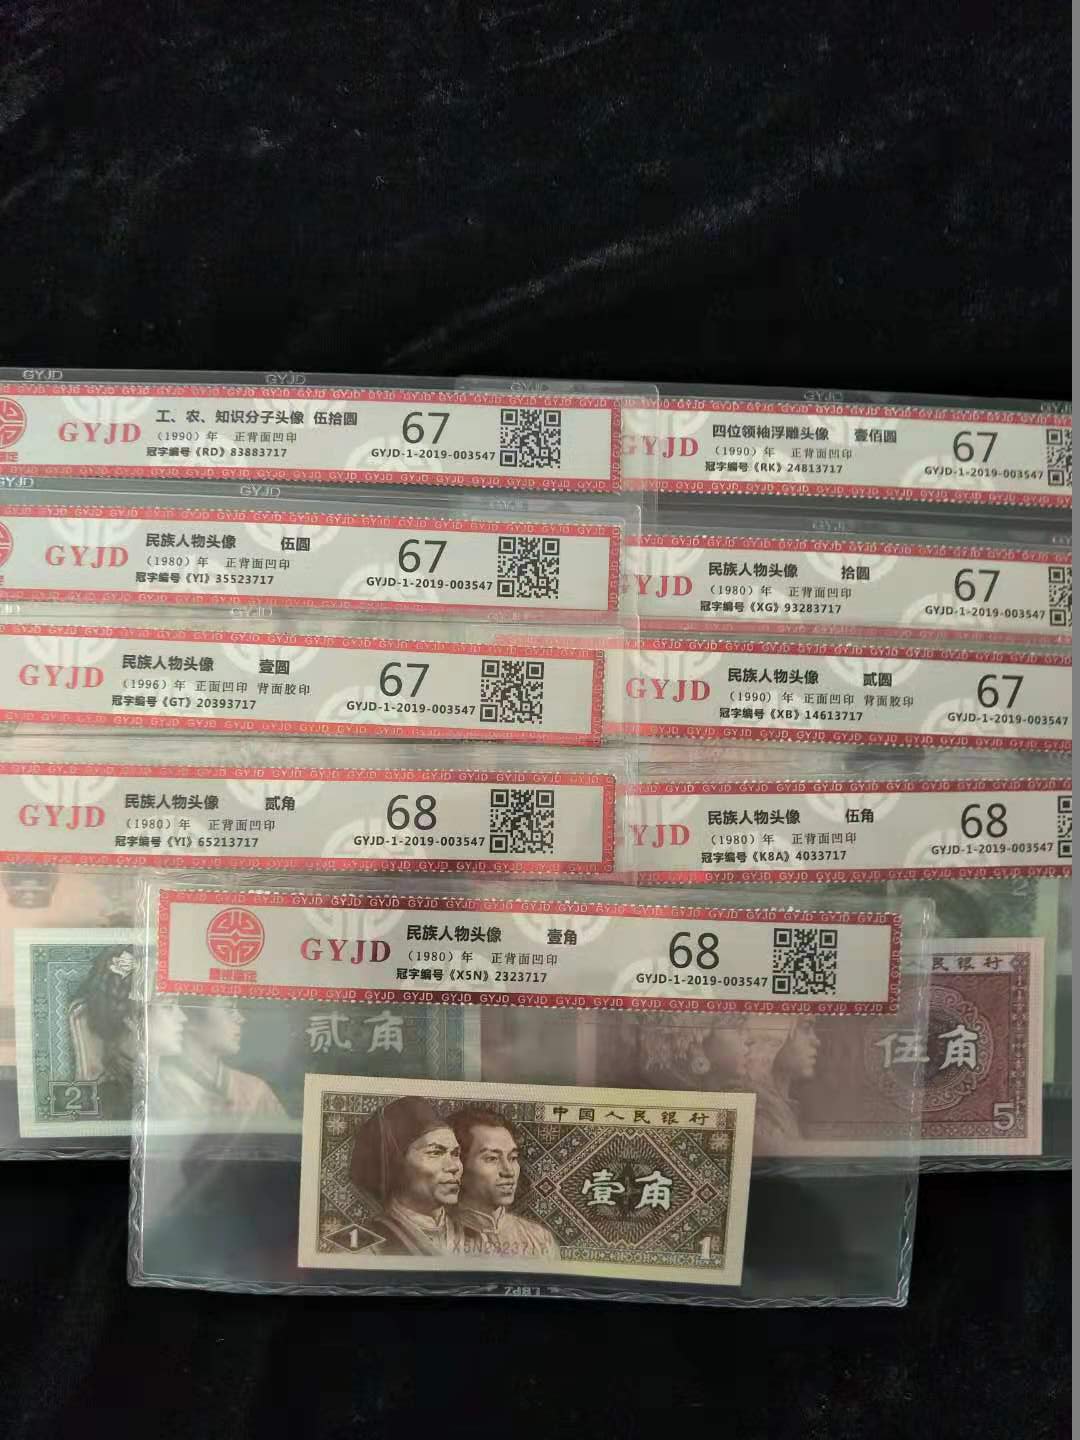 GYJD
工、农、知识分子头像 伍拾圆
（1990）年 正背面凹印
冠字编号《RD》83883717
67
GYJD-1-2019-003547
GYJD
四位领袖浮雕头像 壹佰圆
（1990）年 正背面凹印
冠字编号《RK》24813717
67
GYJD-1-2019-003547
GYJD
民族人物头像 伍圆
（1980）年 正背面凹印
冠字编号《YI》35523717
67
GYJD-1-2019-003547
YJD
民族人物头像 拾圆
（1980）年 正背面凹印
冠字编号《XG》93283717
67
GYJD-1-2019-003547
GYJD
民族人物头像 壹圆
（1996）年 正面凹印 背面胶印
冠字编号《GT》20393717
67
GYJD-1-2019-003547
GYJD
民族人物头像 贰圆
（1990）年 正面凹印 背面胶印
冠字编号《XB》14613717
67
GYJD-1-2019-003547
GYJD
民族人物头像 贰角
（1980）年 正背面凹印
冠字编号《YI》65213717
68
GYJD-1-2019-003547
YJD
民族人物头像 伍角
（1980）年 正背面凹印
冠字编号《K8A》4033717
68
GYJD-1-2019-003547
GYJD
民族人物头像 壹角
（1980）年 正背面凹印
冠字编号《X5N》2323717
68
GYJD-1-2019-003547
贰角
2
民银行
伍角
5
中国人民银行
壹角
1
X5N2323717
1